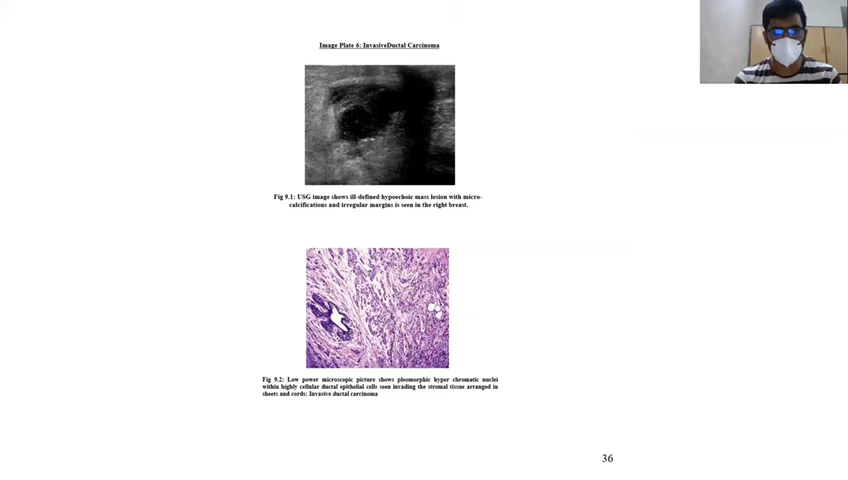 Image Plate 6: InvasiveDuctal Carcinoma
Fig 9.1: USG image shows ill-defined hypoechoic mass lesion with micro-
calcifications and irregular margins is seen in the right breast.
Fig 9.2: Low power microscopic picture shows pleomorphic hyper chromatic nuclei
within highly cellular ductal epithelial cells seen invading the stromal tissue arranged in
sheets and cords: Invasive ductal carcinoma
36